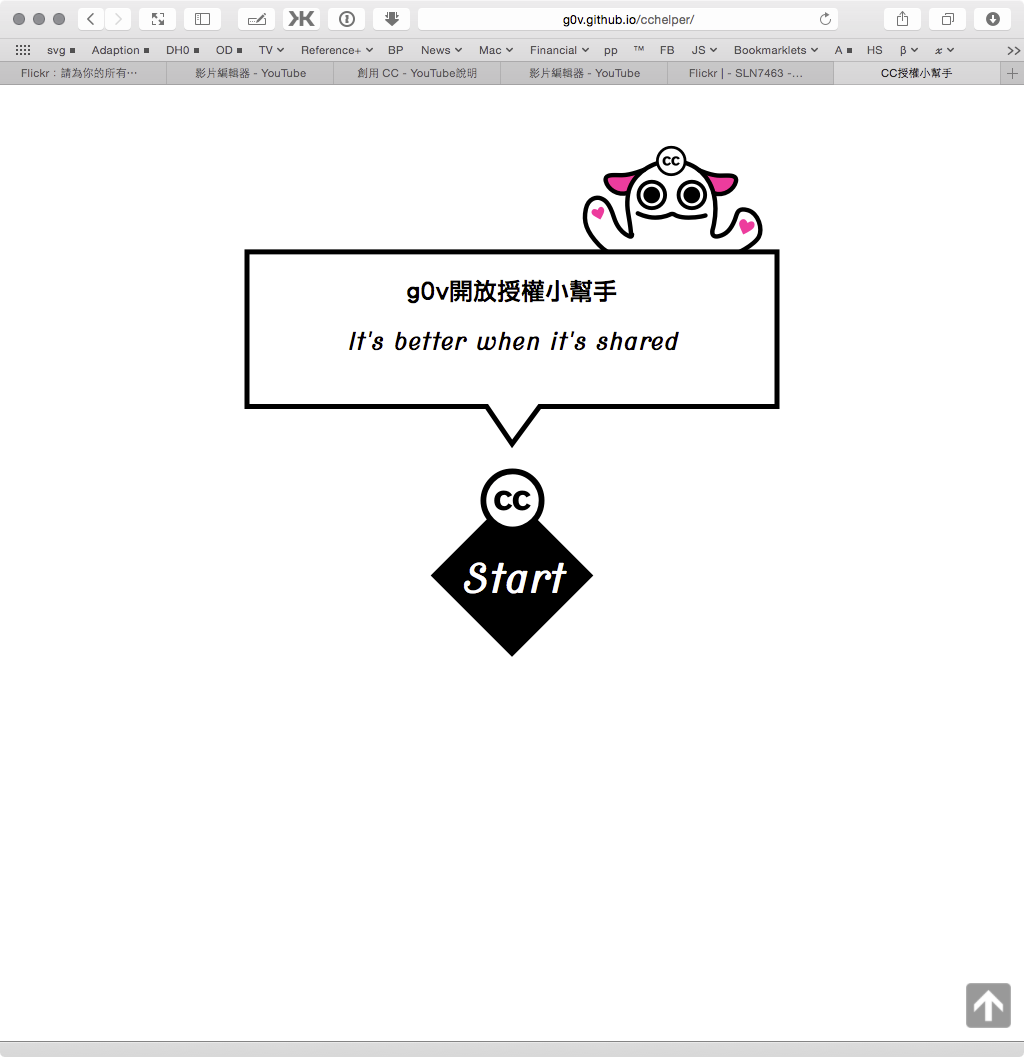 g0v.github.io/cchelper/
svg Adaption DH0 OD TV Reference+ BP News Mac Financial pp ™ FB JS Bookmarklets A HS β x
Flickr：請為你的所有⋯ 影片編輯器 - YouTube 創用 CC - YouTube說明 影片編輯器 - YouTube Flickr | - SLN7463 -... CC授權小幫手
cc
g0v開放授權小幫手
It's better when it's shared
cc
Start